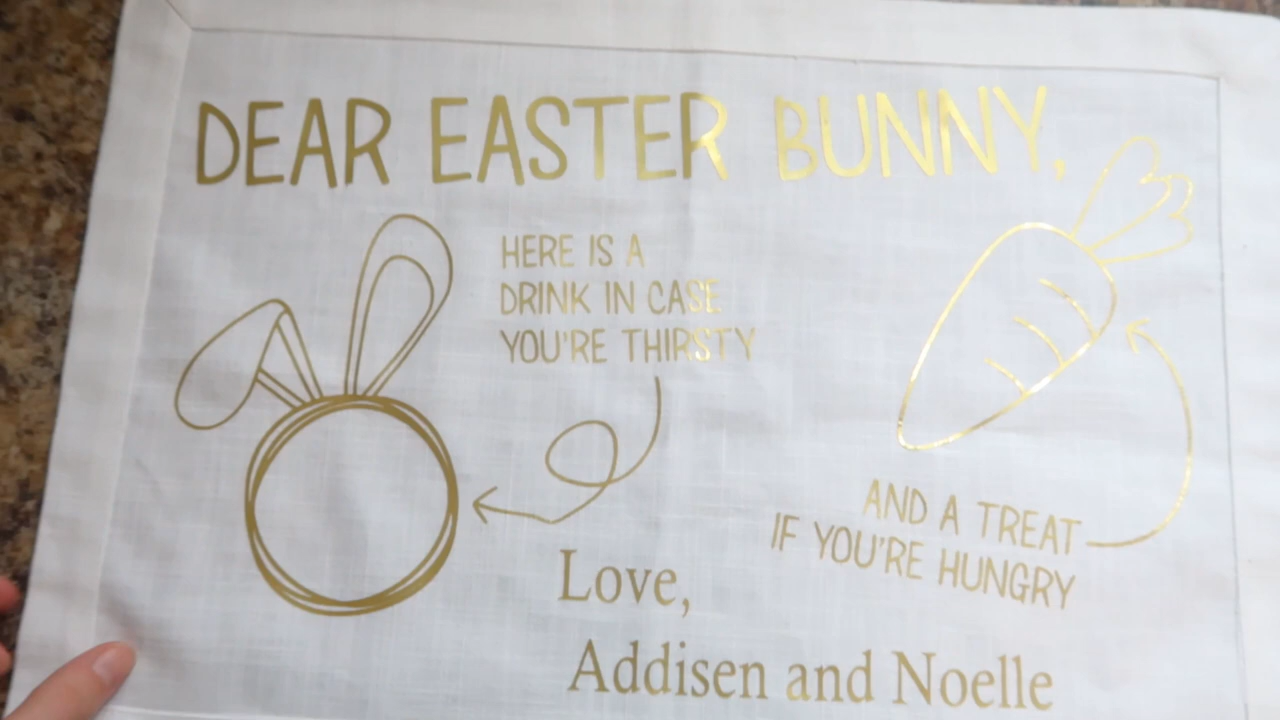 DEAR EASTER BUNNY,
HERE IS A
DRINK IN CASE
YOU'RE THIRSTY
AND A TREAT
IF YOU'RE HUNGRY
Love,
Addisen and Noelle